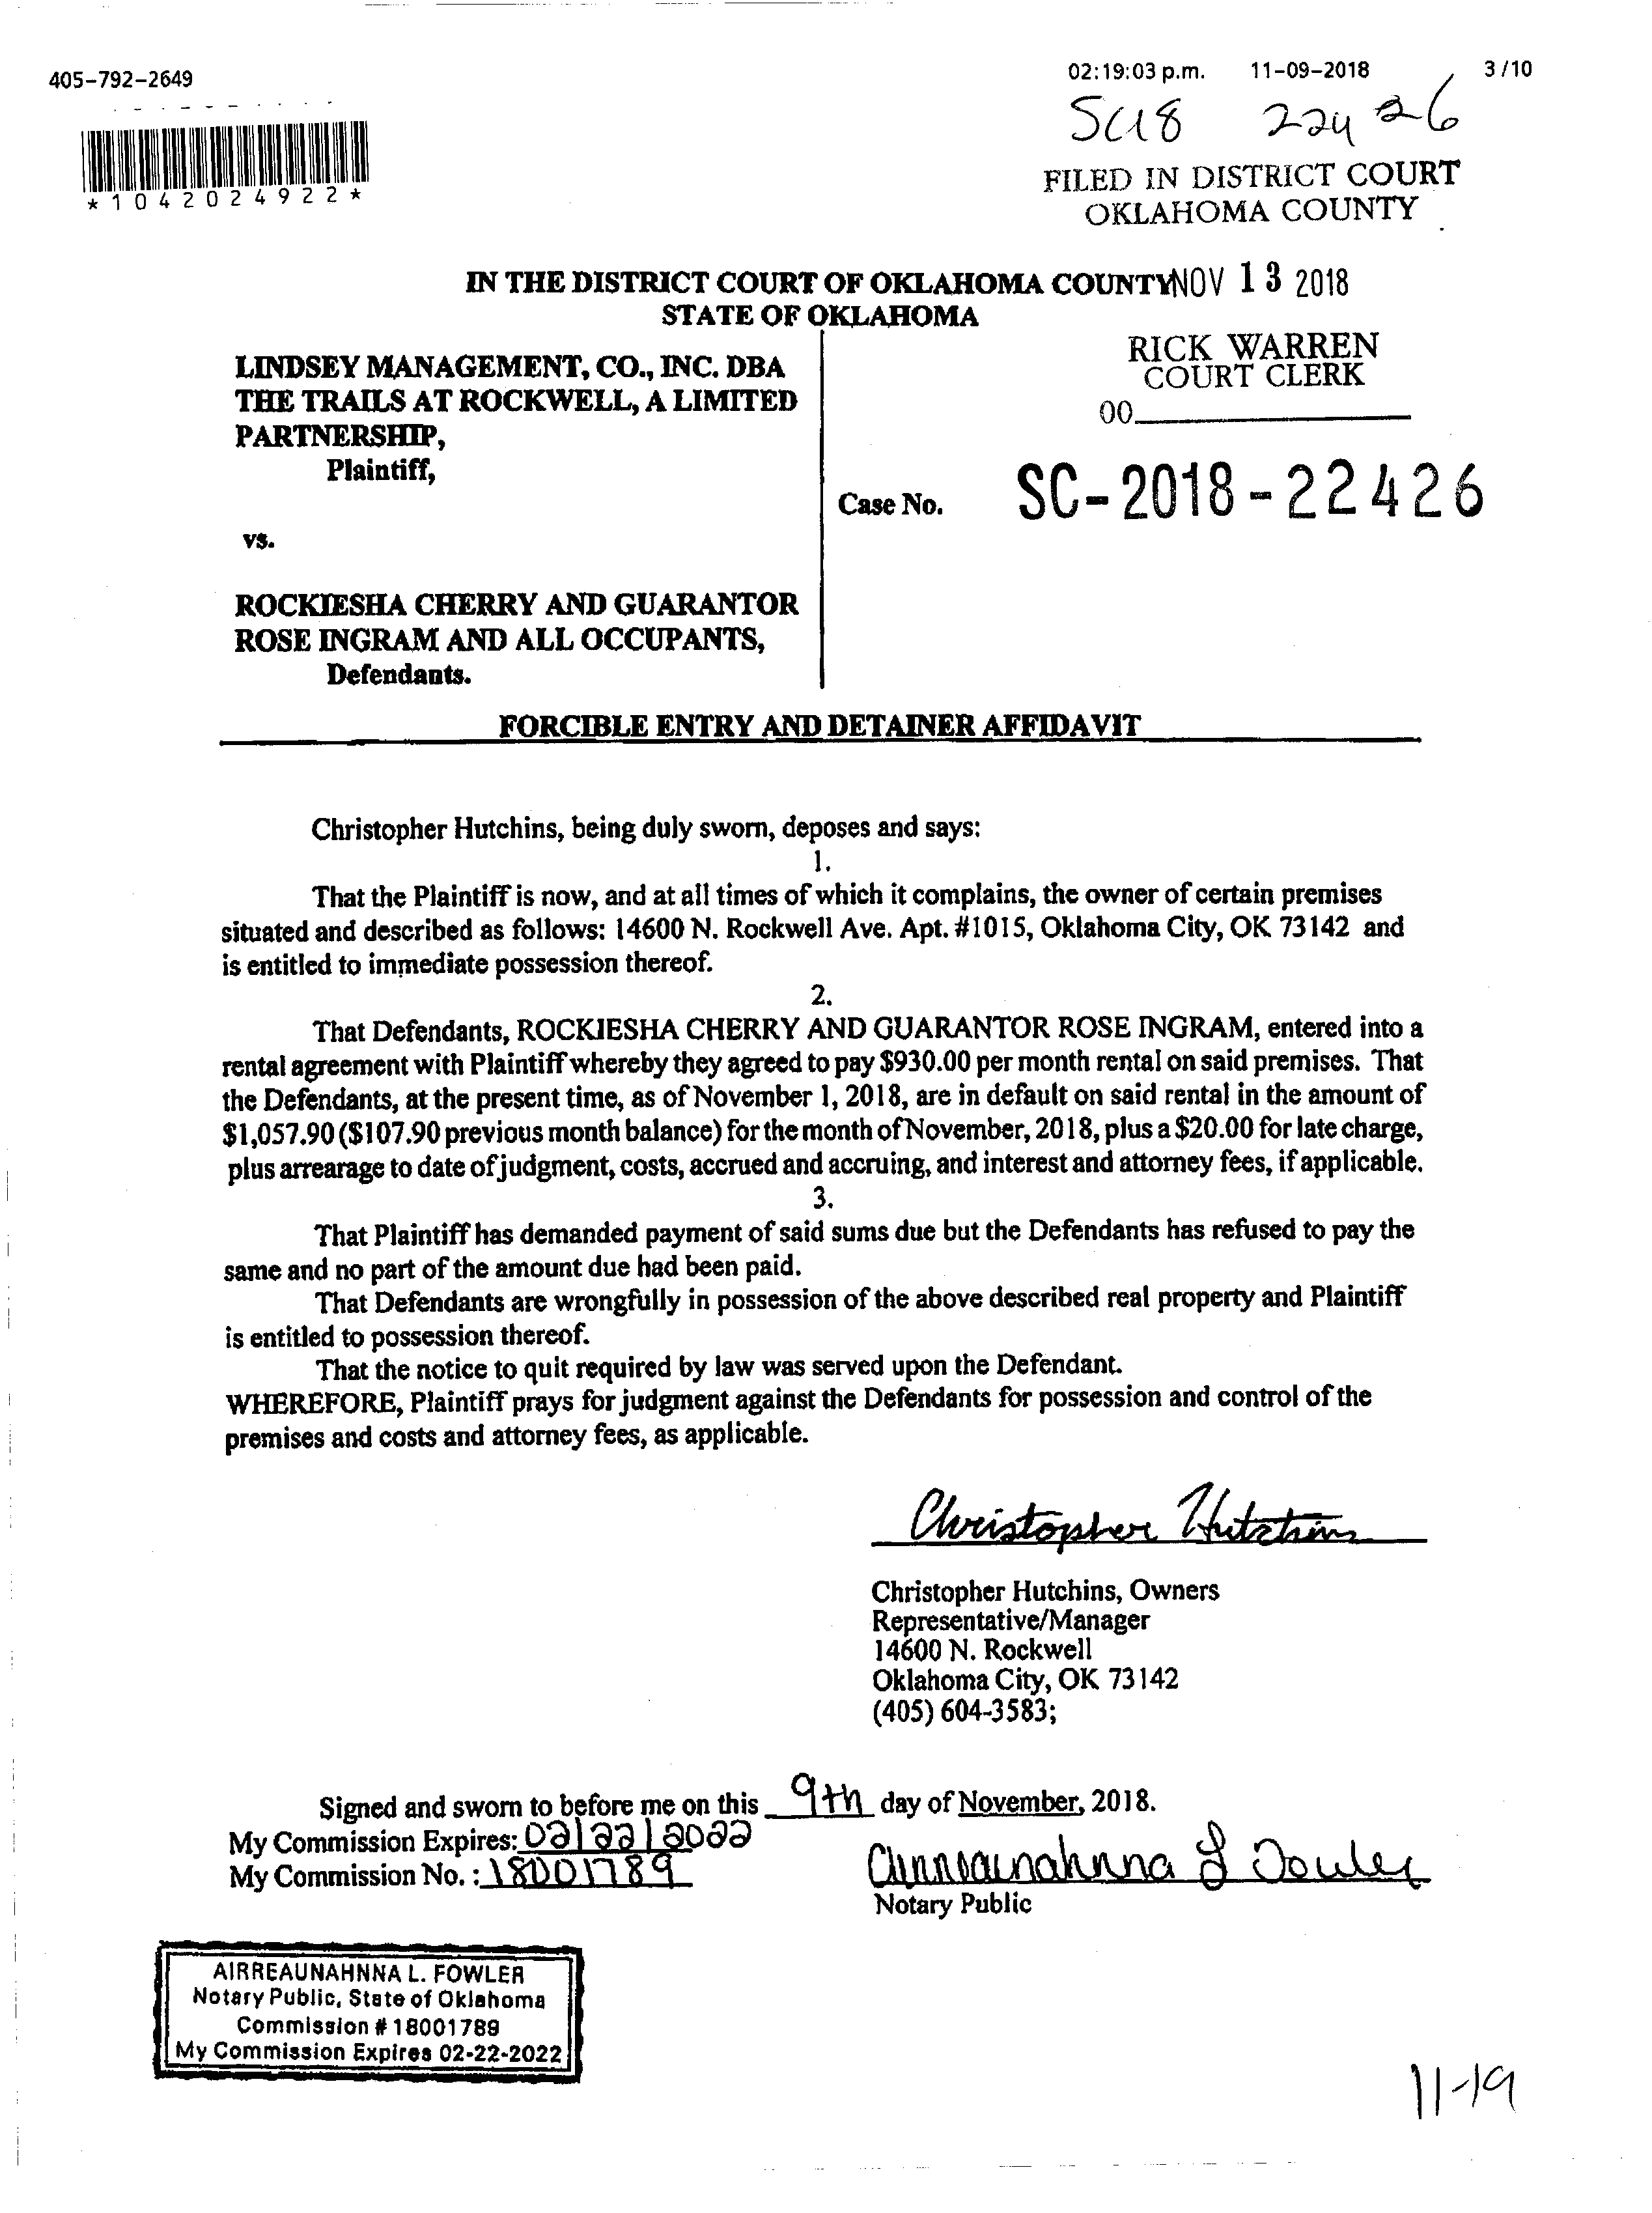 405-792-2649
02:19:03 p.m. 11-09-2018 3/10
*1042024922*
SC18 22426
FILED IN DISTRICT COURT
OKLAHOMA COUNTY
IN THE DISTRICT COURT OF OKLAHOMA COUNTY NOV 13 2018
STATE OF OKLAHOMA
RICK WARREN
COURT CLERK
00
LINDSEY MANAGEMENT, CO., INC. DBA
THE TRAILS AT ROCKWELL, A LIMITED
PARTNERSHIP,
Plaintiff,
Case No. SC-2018-22426
vs.
ROCKIESHA CHERRY AND GUARANTOR
ROSE INGRAM AND ALL OCCUPANTS,
Defendants.
FORCIBLE ENTRY AND DETAINER AFFIDAVIT
Christopher Hutchins, being duly sworn, deposes and says:
1.
That the Plaintiff is now, and at all times of which it complains, the owner of certain premises
situated and described as follows: 14600 N. Rockwell Ave. Apt. #1015, Oklahoma City, OK 73142 and
is entitled to immediate possession thereof.
2.
That Defendants, ROCKIESHA CHERRY AND GUARANTOR ROSE INGRAM, entered into a
rental agreement with Plaintiff whereby they agreed to pay $930.00 per month rental on said premises. That
the Defendants, at the present time, as of November 1, 2018, are in default on said rental in the amount of
$1,057.90 ($107.90 previous month balance) for the month of November, 2018, plus a $20.00 for late charge,
plus arrearage to date of judgment, costs, accrued and accruing, and interest and attorney fees, if applicable.
3.
That Plaintiff has demanded payment of said sums due but the Defendants has refused to pay the
same and no part of the amount due had been paid.
That Defendants are wrongfully in possession of the above described real property and Plaintiff
is entitled to possession thereof.
That the notice to quit required by law was served upon the Defendant.
WHEREFORE, Plaintiff prays for judgment against the Defendants for possession and control of the
premises and costs and attorney fees, as applicable.
Christopher Hutchins
Christopher Hutchins, Owners
Representative/Manager
14600 N. Rockwell
Oklahoma City, OK 73142
(405) 604-3583;
Signed and sworn to before me on this 9th day of November, 2018.
My Commission Expires: 02/22/2022
My Commission No. : 18001789
Airreaunahnna L Fowler
Notary Public
AIRREAUNAHNNA L. FOWLER
Notary Public, State of Oklahoma
Commission # 18001789
My Commission Expires 02-22-2022
11-19